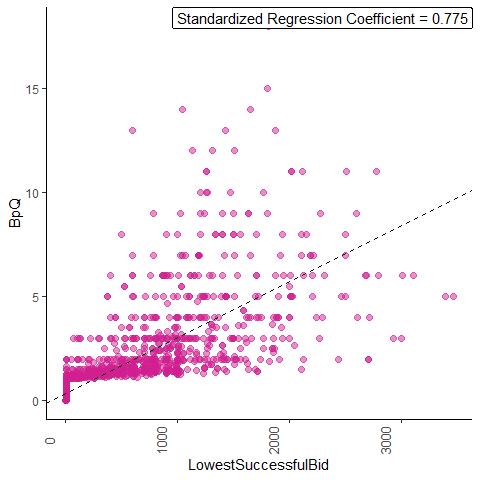 Standardized Regression Coefficient = 0.775
15
10
5
0
BpQ
0
1000
2000
3000
LowestSuccessfulBid